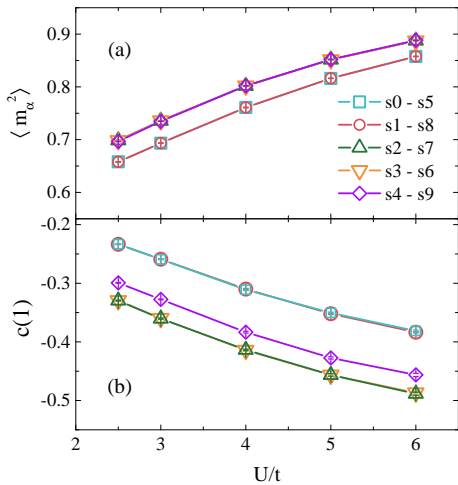 0.9
(a)
0.8
⟨ m_α^2 ⟩
0.7
0.6
s0 - s5
s1 - s8
s2 - s7
s3 - s6
s4 - s9
-0.2
-0.3
c(1)
-0.4
(b)
-0.5
2 3 4 5 6
U/t